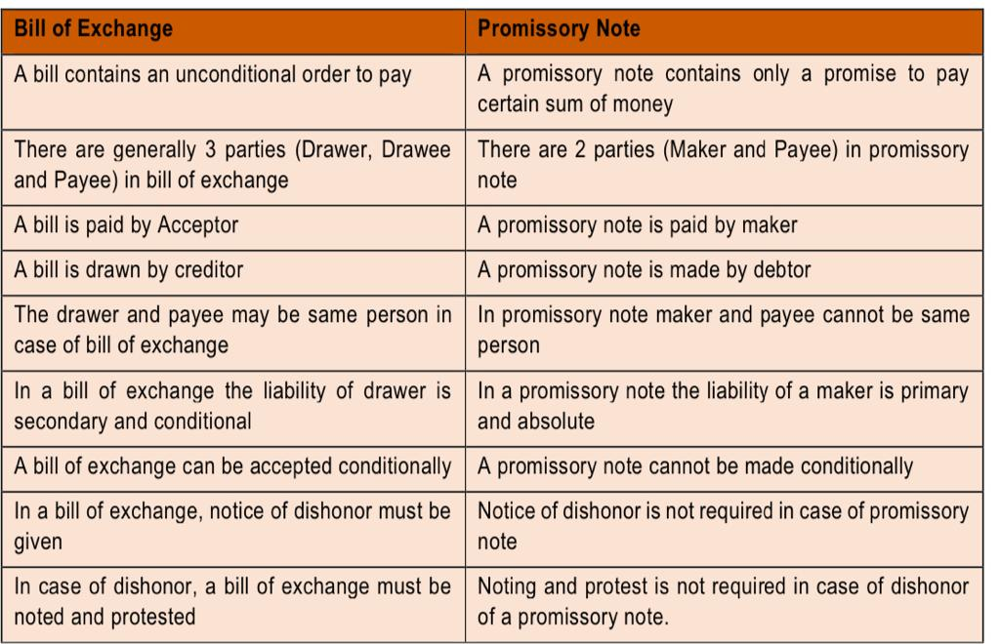 Bill of Exchange
Promissory Note
A bill contains an unconditional order to pay
A promissory note contains only a promise to pay
certain sum of money
There are generally 3 parties (Drawer, Drawee
and Payee) in bill of exchange
There are 2 parties (Maker and Payee) in promissory
note
A bill is paid by Acceptor
A promissory note is paid by maker
A bill is drawn by creditor
A promissory note is made by debtor
The drawer and payee may be same person in
case of bill of exchange
In promissory note maker and payee cannot be same
person
In a bill of exchange the liability of drawer is
secondary and conditional
In a promissory note the liability of a maker is primary
and absolute
A bill of exchange can be accepted conditionally
A promissory note cannot be made conditionally
In a bill of exchange, notice of dishonor must be
given
Notice of dishonor is not required in case of promissory
note
In case of dishonor, a bill of exchange must be
noted and protested
Noting and protest is not required in case of dishonor
of a promissory note.